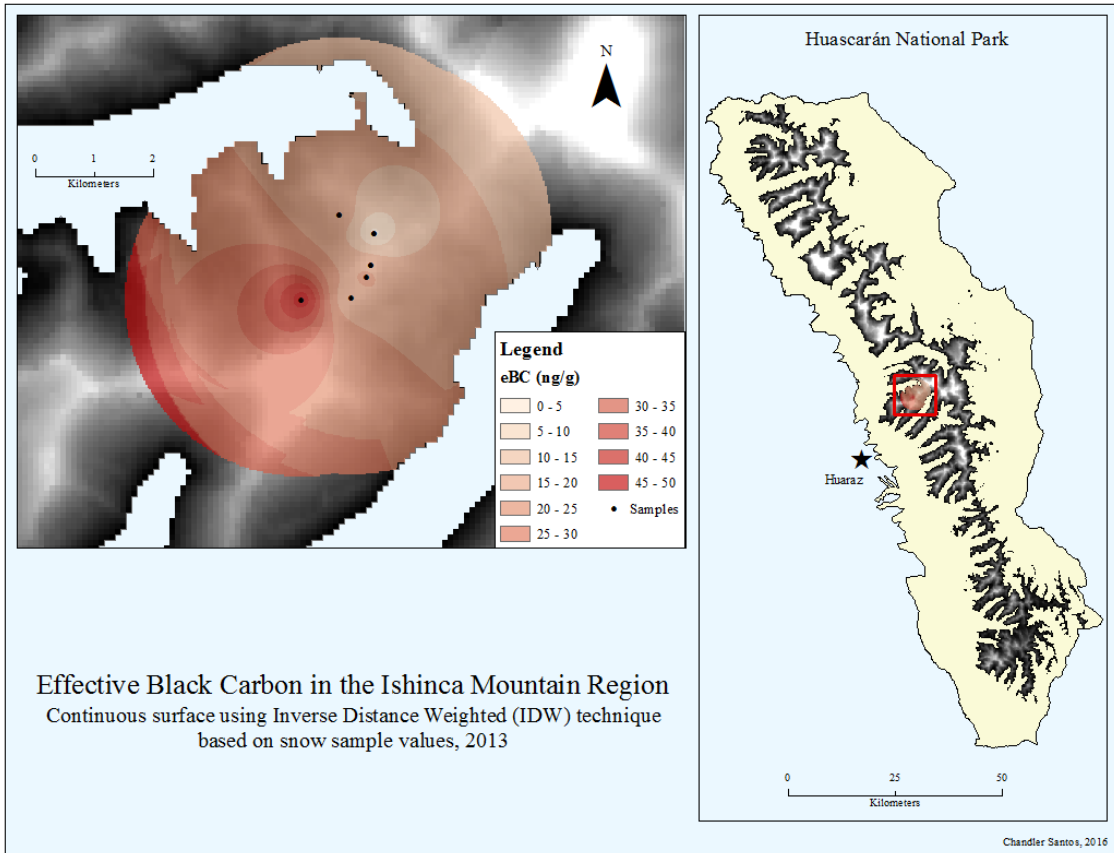 N
0 1 2
Kilometers
Legend
eBC (ng/g)
0 - 5
5 - 10
10 - 15
15 - 20
20 - 25
25 - 30
30 - 35
35 - 40
40 - 45
45 - 50
Samples
Effective Black Carbon in the Ishinca Mountain Region
Continuous surface using Inverse Distance Weighted (IDW) technique
based on snow sample values, 2013
Huascarán National Park
Huaraz
0 25 50
Kilometers
Chandler Santos, 2016